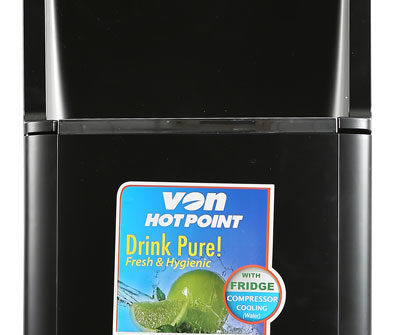 von
HOTPOINT
Drink Pure!
Fresh & Hygienic
WITH
FRIDGE
COMPRESSOR
COOLING
(Water)